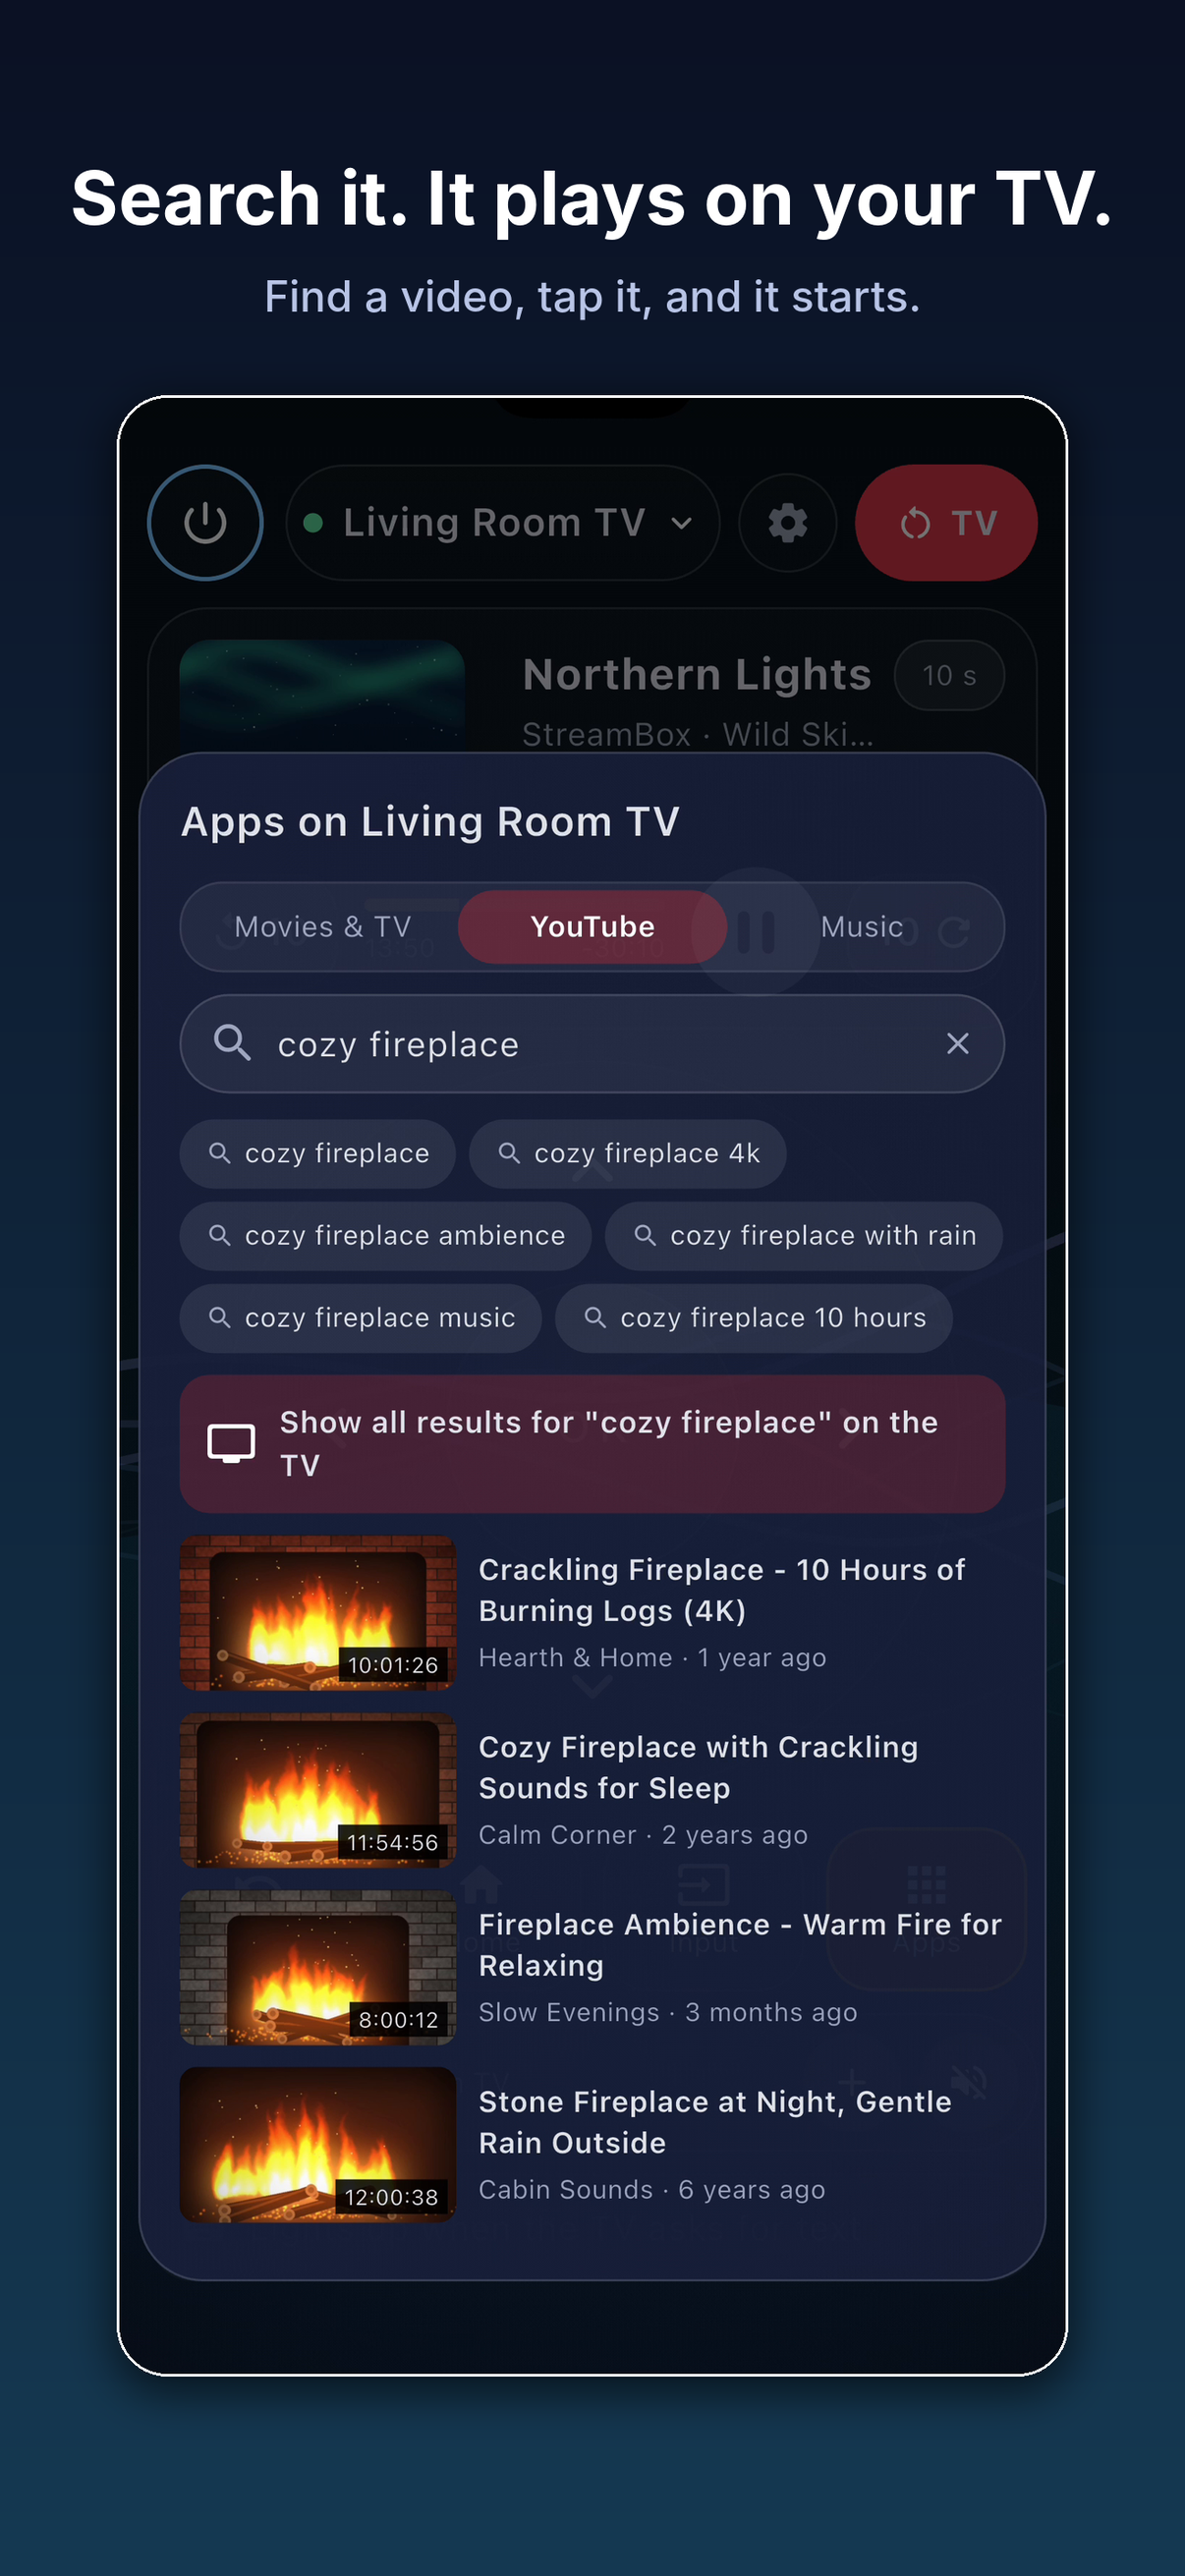 Search it. It plays on your TV.
Find a video, tap it, and it starts.
Living Room TV
TV
Northern Lights
10 s
StreamBox · Wild Ski...
Apps on Living Room TV
Movies & TV
YouTube
Music
cozy fireplace
cozy fireplace
cozy fireplace 4k
cozy fireplace ambience
cozy fireplace with rain
cozy fireplace music
cozy fireplace 10 hours
Show all results for "cozy fireplace" on the
TV
10:01:26
Crackling Fireplace - 10 Hours of
Burning Logs (4K)
Hearth & Home · 1 year ago
11:54:56
Cozy Fireplace with Crackling
Sounds for Sleep
Calm Corner · 2 years ago
Input
Apps
8:00:12
Fireplace Ambience - Warm Fire for
Relaxing
Slow Evenings · 3 months ago
12:00:38
Stone Fireplace at Night, Gentle
Rain Outside
Cabin Sounds · 6 years ago